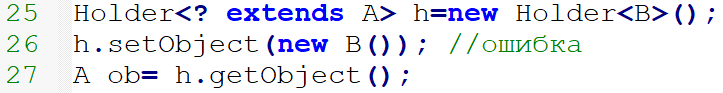 25 Holder<? extends A> h=new Holder<B>();
26 h.setObject(new B()); //ошибка
27 A ob= h.getObject();